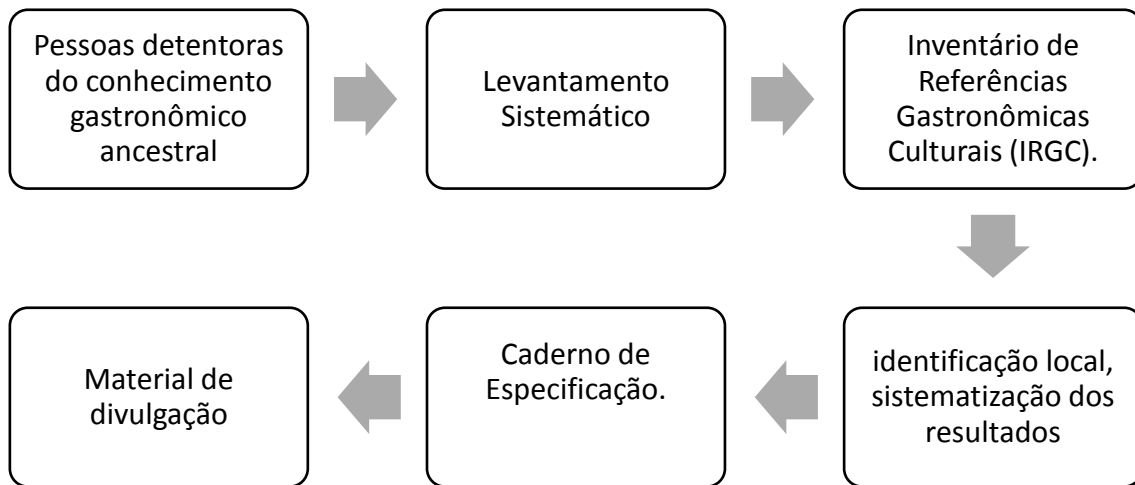 Pessoas detentoras
do conhecimento
gastronômico
ancestral
Levantamento
Sistemático
Inventário de
Referências
Gastronômicas
Culturais (IRGC).
identificação local,
sistematização dos
resultados
Caderno de
Especificação.
Material de
divulgação